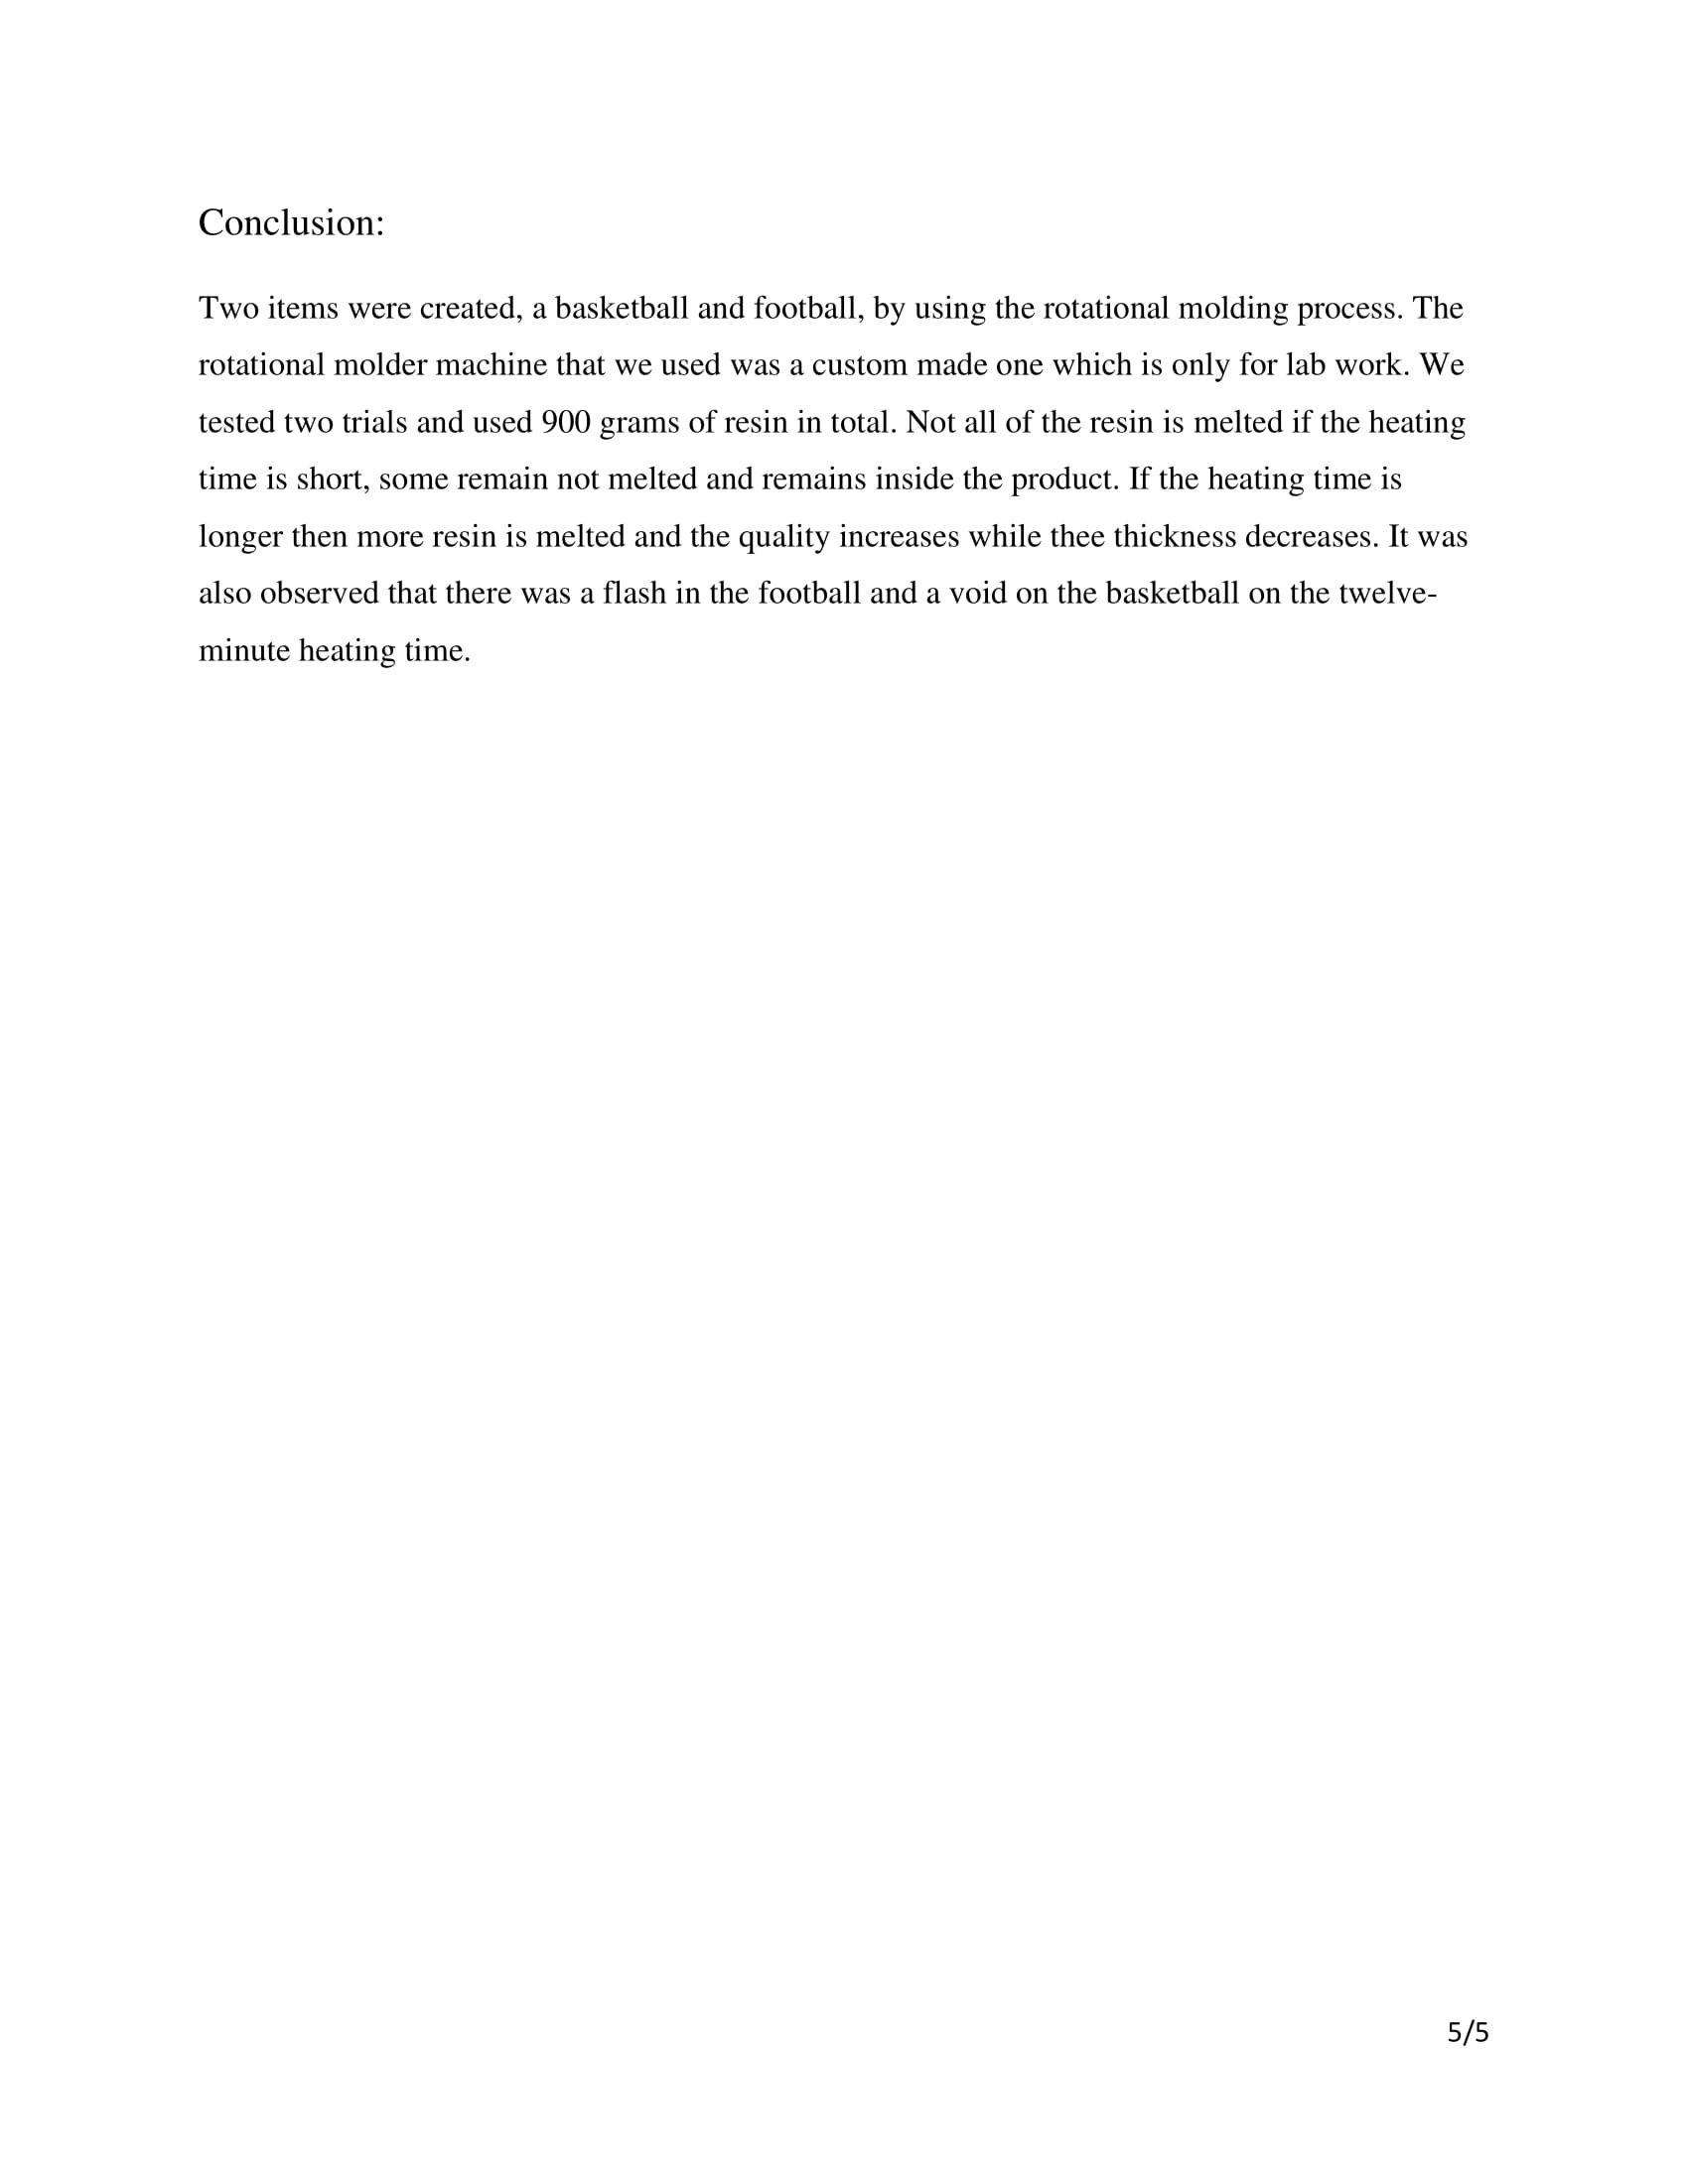 Conclusion:
Two items were created, a basketball and football, by using the rotational molding process. The
rotational molder machine that we used was a custom made one which is only for lab work. We
tested two trials and used 900 grams of resin in total. Not all of the resin is melted if the heating
time is short, some remain not melted and remains inside the product. If the heating time is
longer then more resin is melted and the quality increases while thee thickness decreases. It was
also observed that there was a flash in the football and a void on the basketball on the twelve-
minute heating time.
5/5